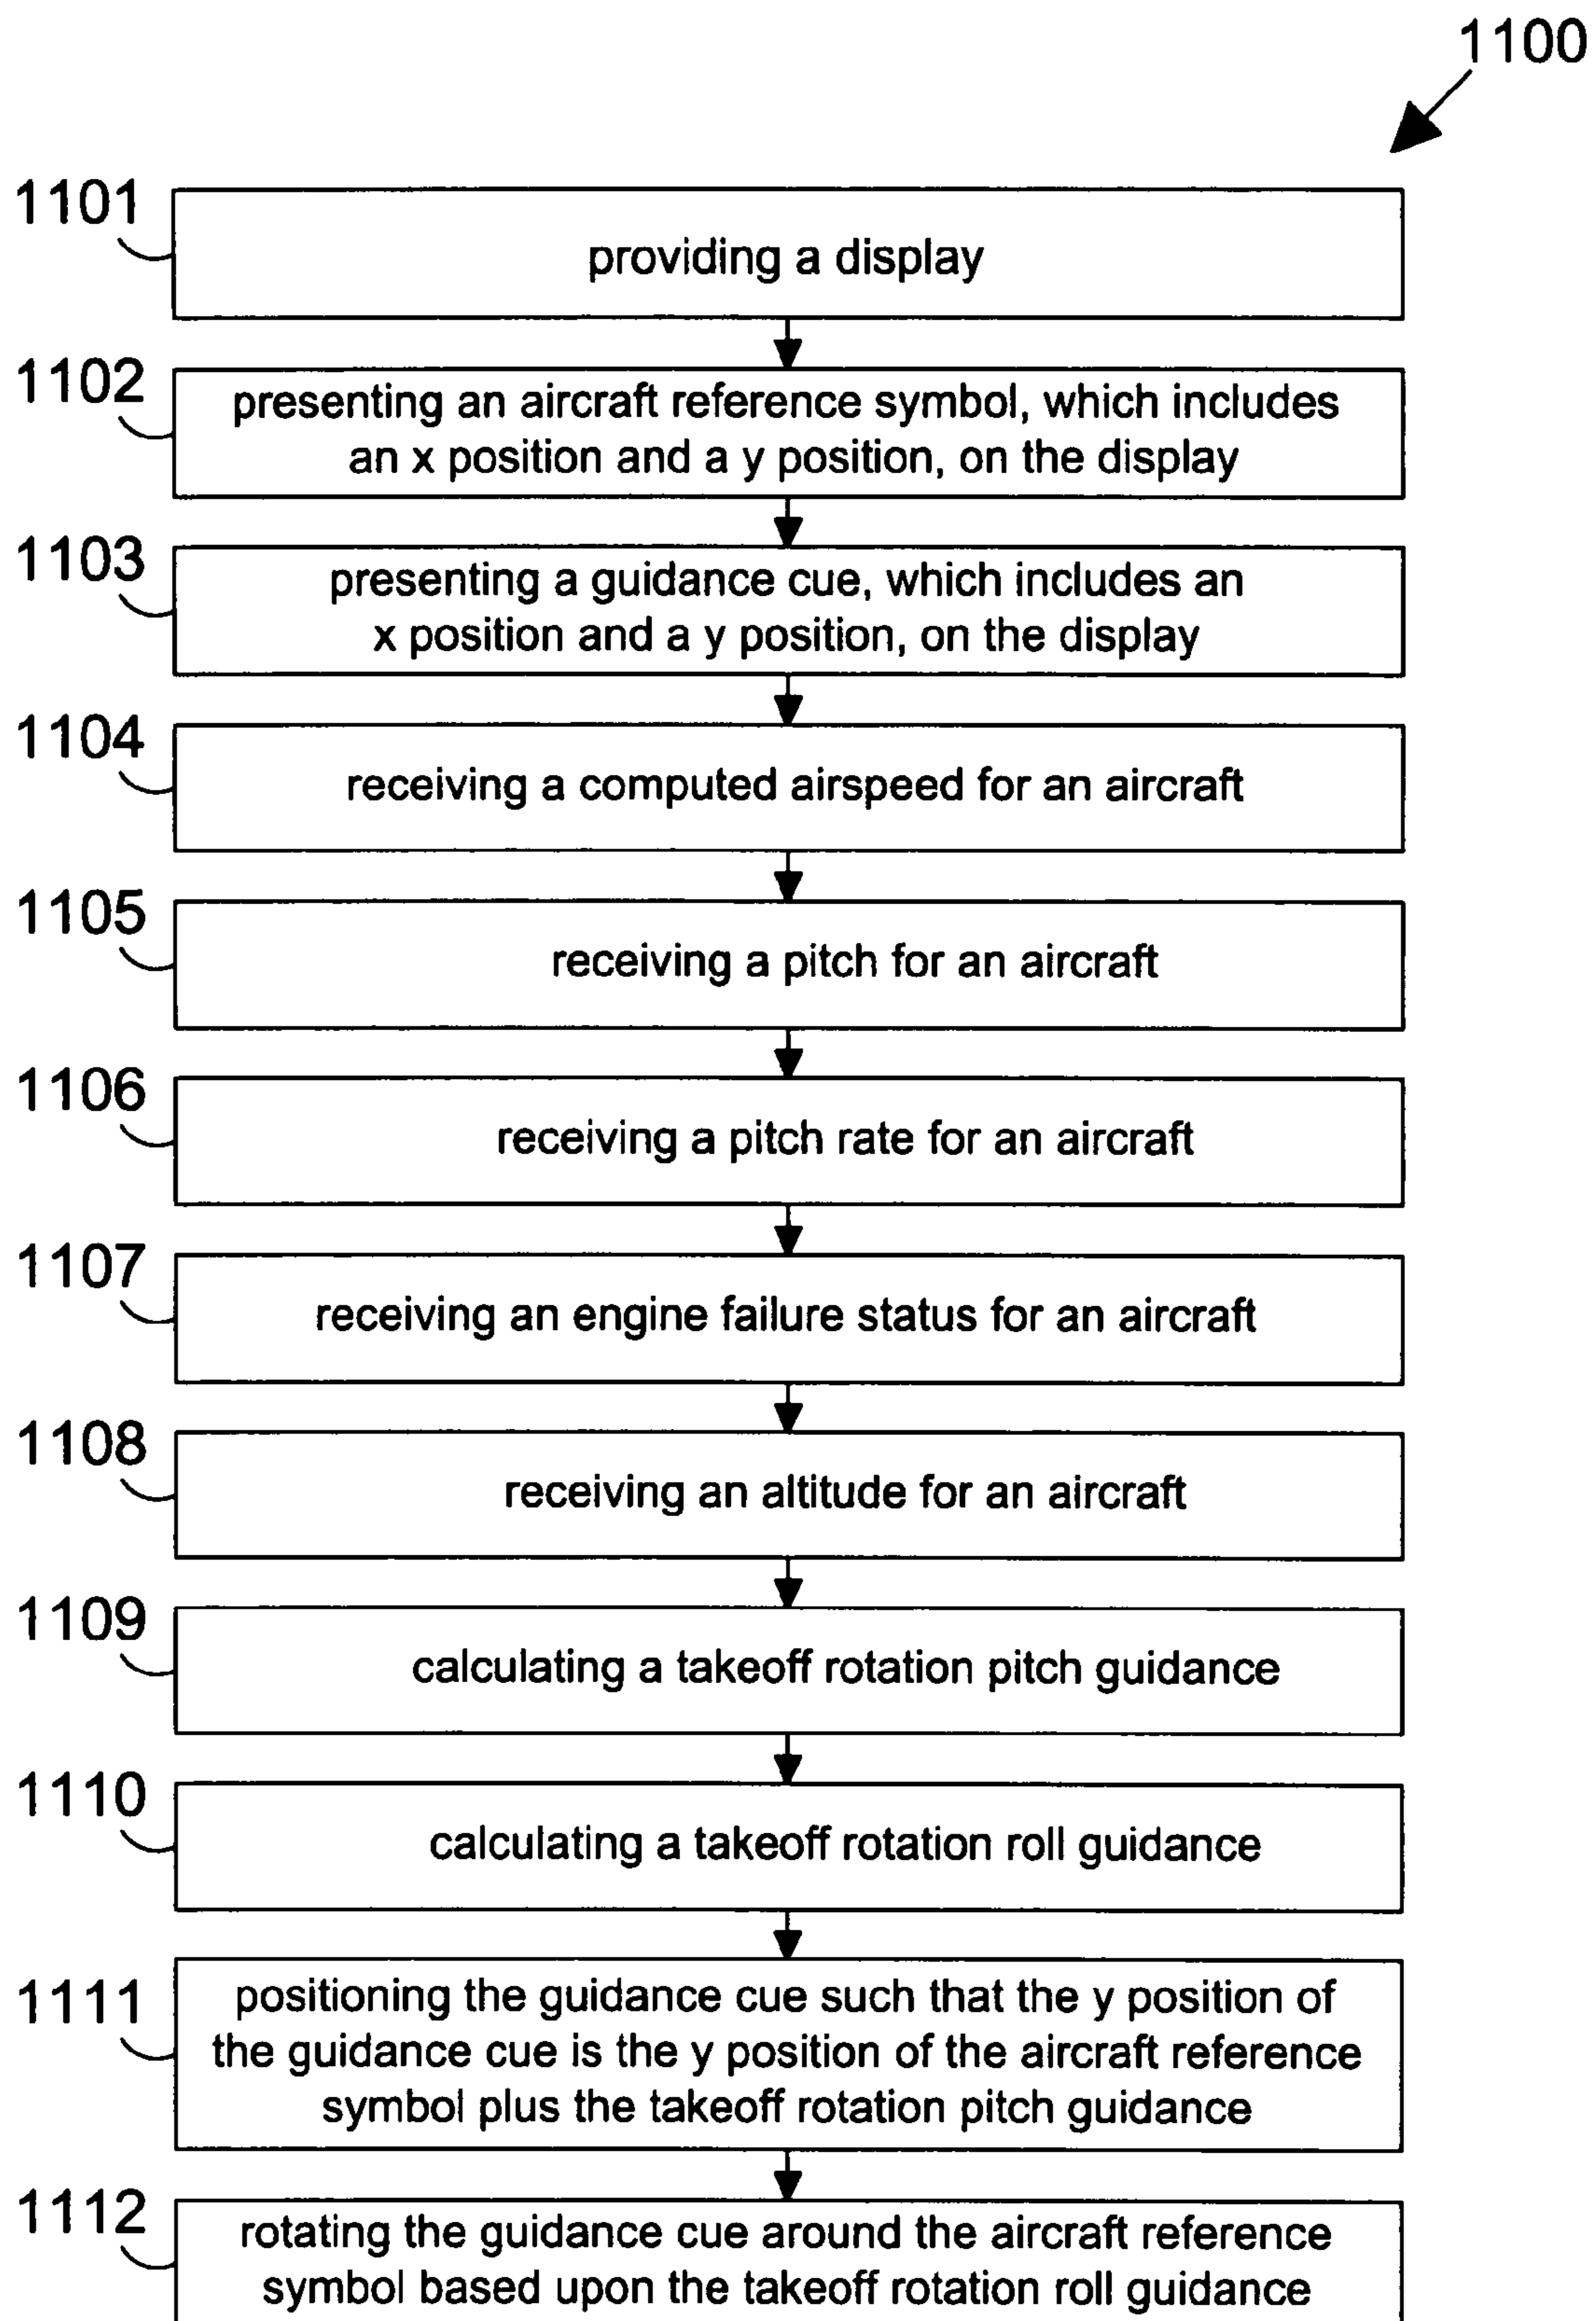 1100
1101
providing a display
1102
presenting an aircraft reference symbol, which includes
an x position and a y position, on the display
1103
presenting a guidance cue, which includes an
x position and a y position, on the display
1104
receiving a computed airspeed for an aircraft
1105
receiving a pitch for an aircraft
1106
receiving a pitch rate for an aircraft
1107
receiving an engine failure status for an aircraft
1108
receiving an altitude for an aircraft
1109
calculating a takeoff rotation pitch guidance
1110
calculating a takeoff rotation roll guidance
1111
positioning the guidance cue such that the y position of
the guidance cue is the y position of the aircraft reference
symbol plus the takeoff rotation pitch guidance
1112
rotating the guidance cue around the aircraft reference
symbol based upon the takeoff rotation roll guidance